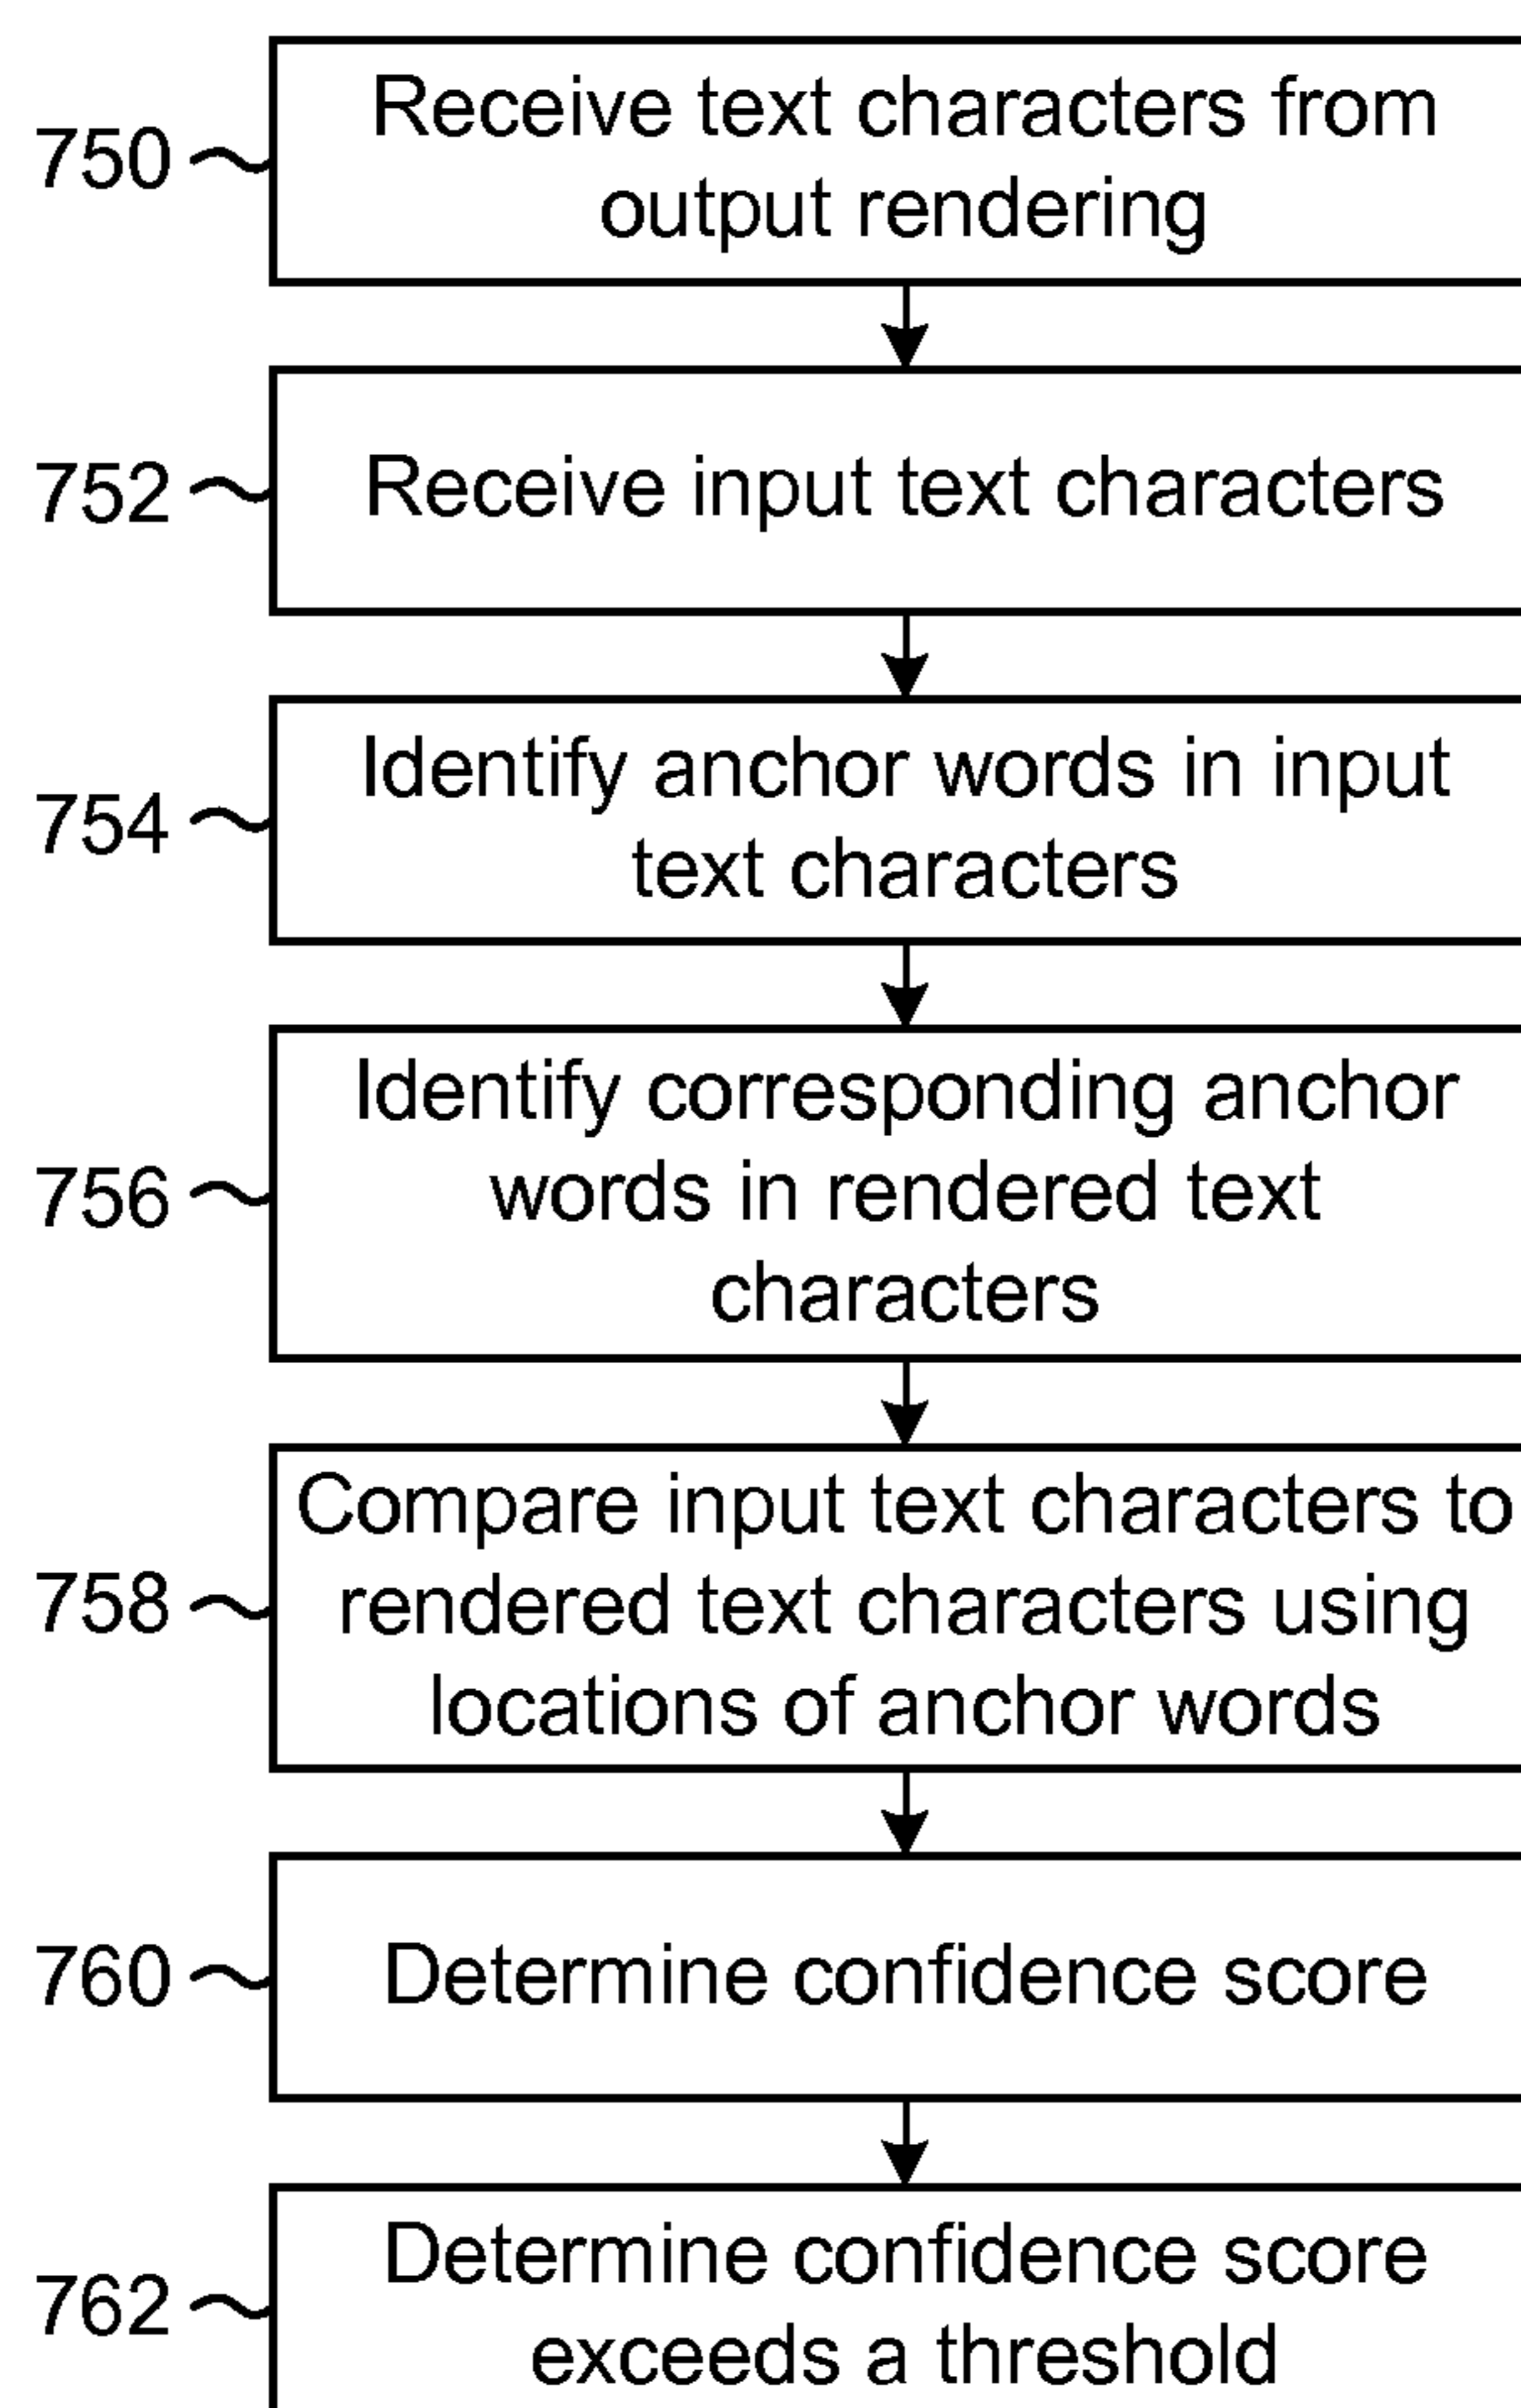 750
Receive text characters from
output rendering
752
Receive input text characters
754
Identify anchor words in input
text characters
756
Identify corresponding anchor
words in rendered text
characters
758
Compare input text characters to
rendered text characters using
locations of anchor words
760
Determine confidence score
762
Determine confidence score
exceeds a threshold